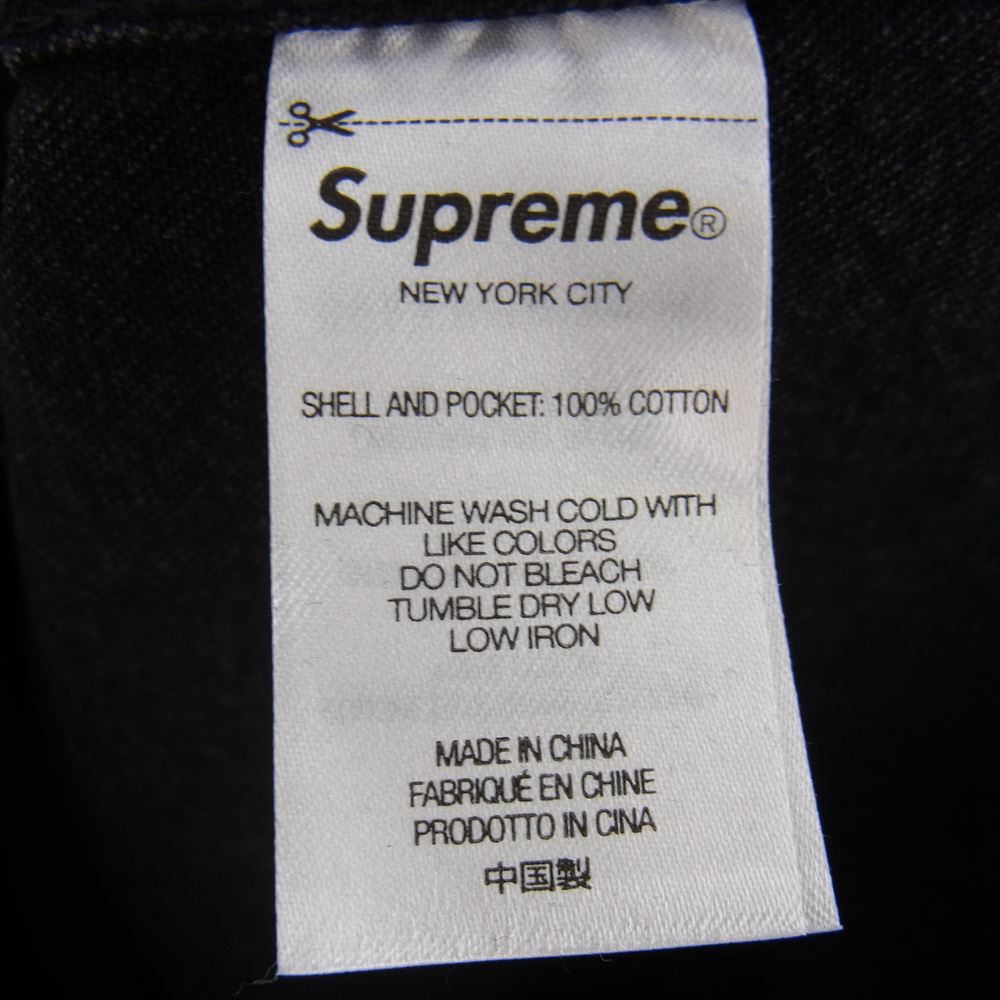 Supreme®
NEW YORK CITY
SHELL AND POCKET: 100% COTTON
MACHINE WASH COLD WITH
LIKE COLORS
DO NOT BLEACH
TUMBLE DRY LOW
LOW IRON
MADE IN CHINA
FABRIQUÉ EN CHINE
PRODOTTO IN CINA
中国製